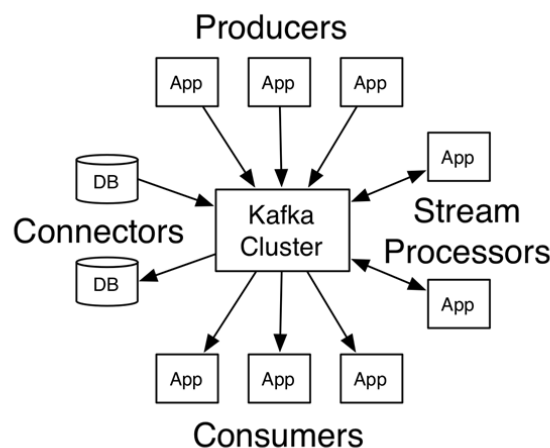 Producers
App
App
App
DB
App
Kafka
Cluster
Connectors
Stream
Processors
DB
App
App
App
App
Consumers